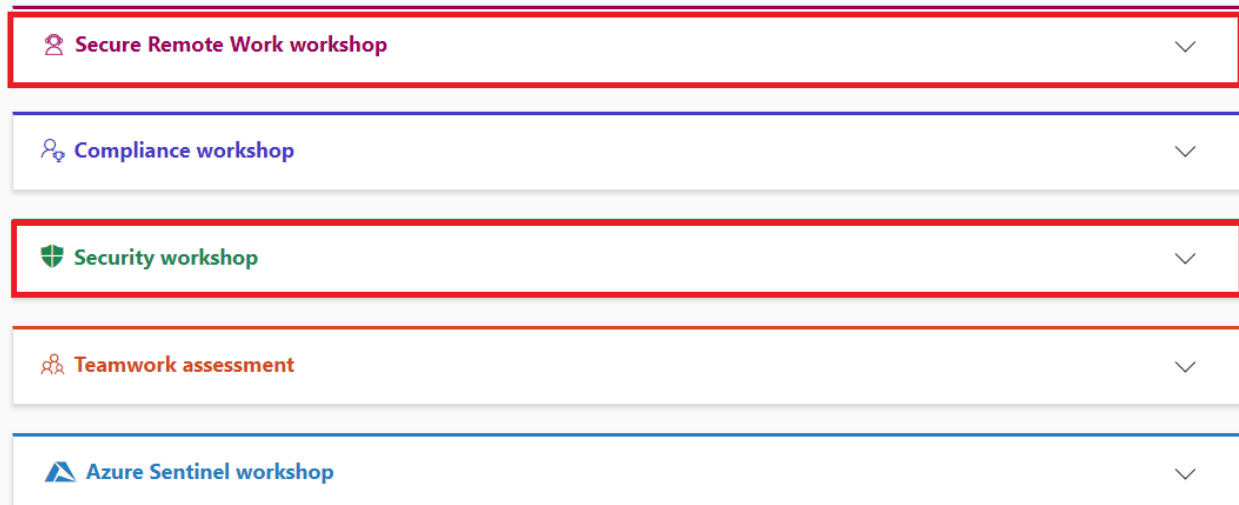 Secure Remote Work workshop
Compliance workshop
Security workshop
Teamwork assessment
Azure Sentinel workshop